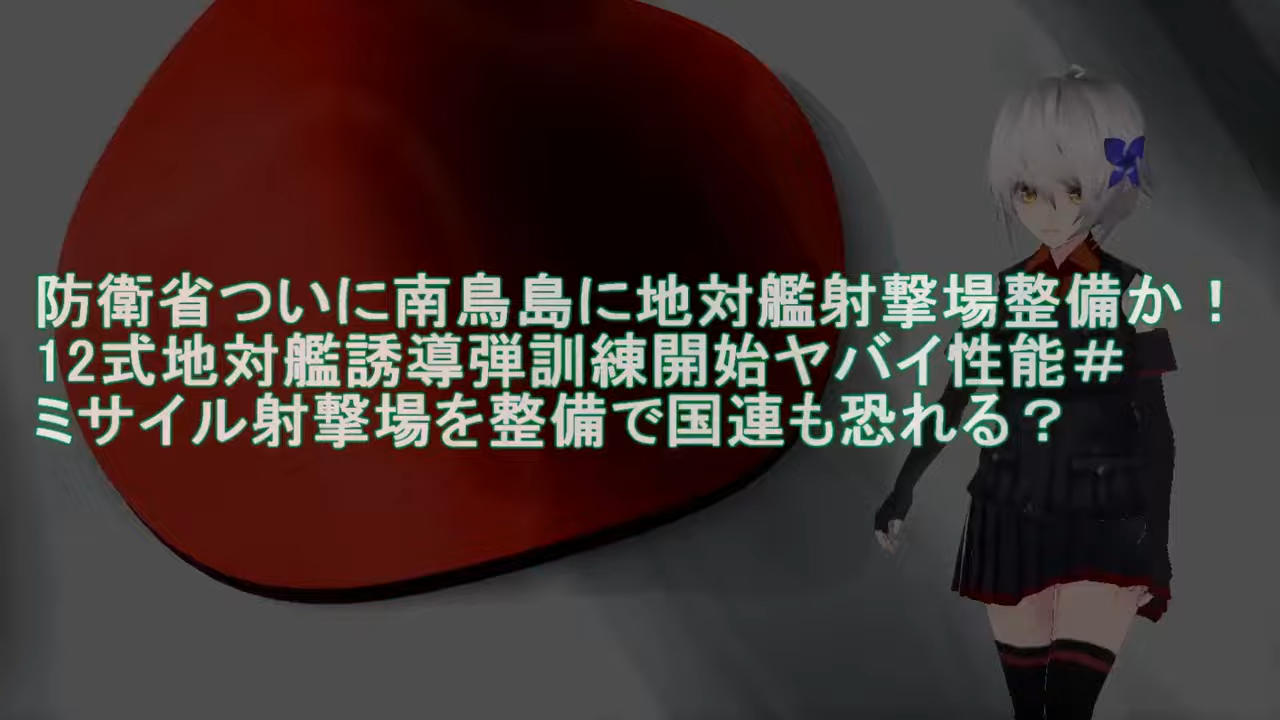 防衛省ついに南鳥島に地対艦射撃場整備か！
12式地対艦誘導弾訓練開始ヤバイ性能＃
ミサイル射撃場を整備で国連も恐れる？